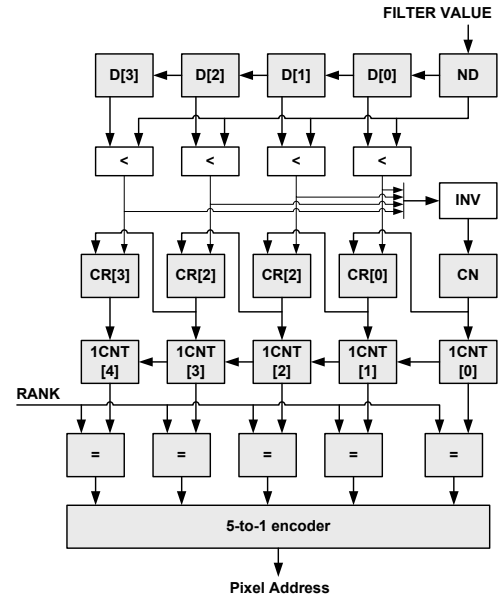 FILTER VALUE
D[3] D[2] D[1] D[0] ND
< < < <
INV
CR[3] CR[2] CR[2] CR[0] CN
1CNT 1CNT 1CNT 1CNT 1CNT
[4] [3] [2] [1] [0]
RANK
= = = = =
5-to-1 encoder
Pixel Address